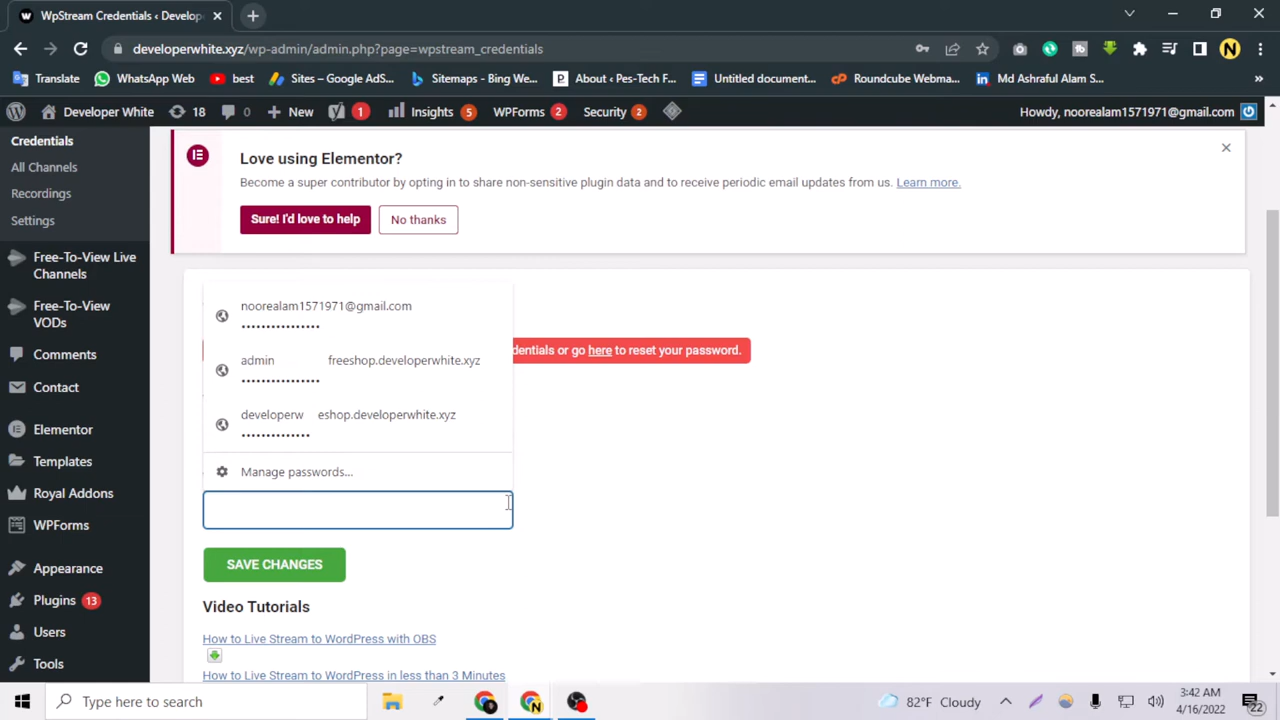 WpStream Credentials ‹ Develop
developerwhite.xyz/wp-admin/admin.php?page=wpstream_credentials
N
Translate
WhatsApp Web
best
Sites – Google AdS...
Sitemaps - Bing We...
About ‹ Pes-Tech F...
Untitled document...
Roundcube Webma...
Md Ashraful Alam S...
»
Developer White
18
0
New
1
Insights 5
WPForms 2
Security 2
Howdy, noorealam1571971@gmail.com
Credentials
All Channels
Recordings
Settings
Free-To-View Live
Channels
Free-To-View
VODs
Comments
Contact
Elementor
Templates
Royal Addons
WPForms
Appearance
Plugins 13
Users
Tools
Love using Elementor?
Become a super contributor by opting in to share non-sensitive plugin data and to receive periodic email updates from us. Learn more.
Sure! I'd love to help
No thanks
noorealam1571971@gmail.com
••••••••••••••••
admin freeshop.developerwhite.xyz
••••••••••••••••
developerw eshop.developerwhite.xyz
••••••••••••••
Manage passwords...
dentials or go here to reset your password.
SAVE CHANGES
Video Tutorials
How to Live Stream to WordPress with OBS
How to Live Stream to WordPress in less than 3 Minutes
Type here to search
N
82°F Cloudy
3:42 AM
4/16/2022
22